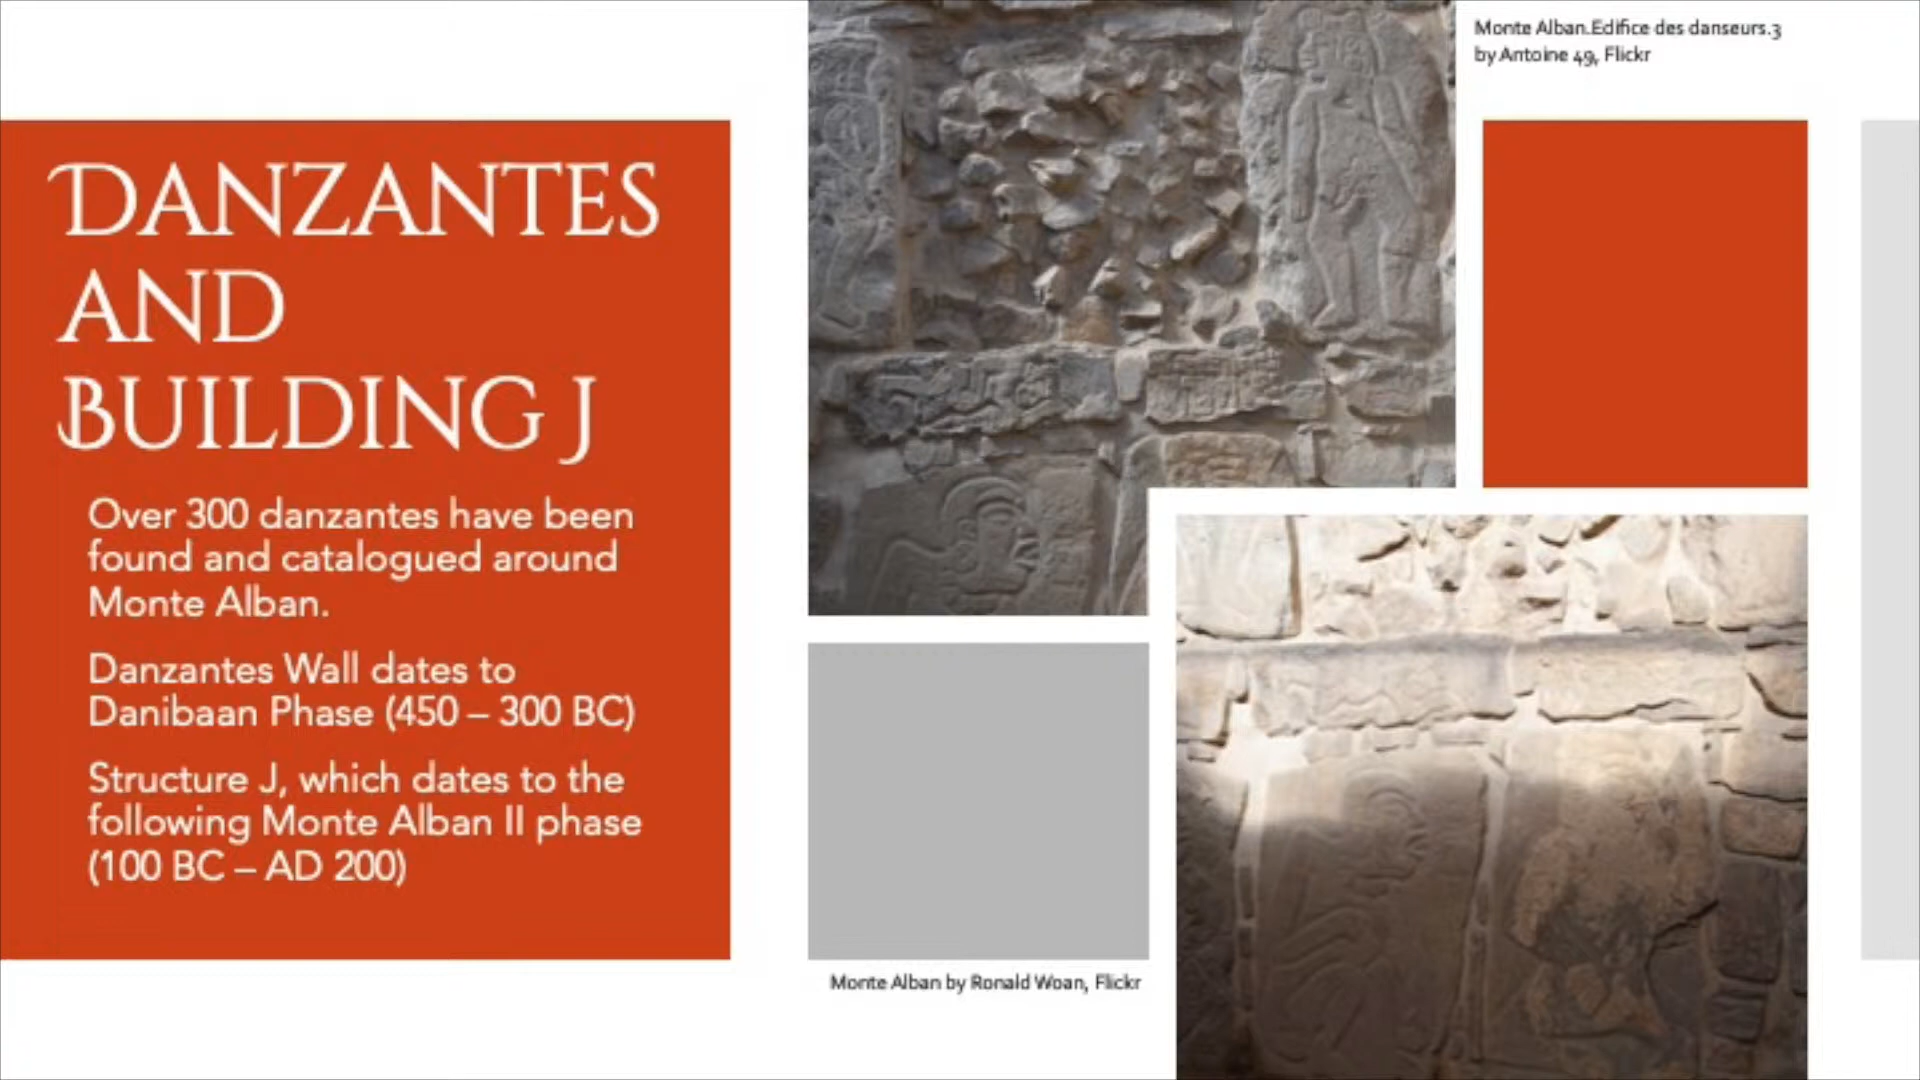 DANZANTES
AND
BUILDING J
Over 300 danzantes have been
found and catalogued around
Monte Alban.
Danzantes Wall dates to
Danibaan Phase (450 – 300 BC)
Structure J, which dates to the
following Monte Alban II phase
(100 BC – AD 200)
Monte Alban.Edifice des danseurs.3
by Antoine 49, Flickr
Monte Alban by Ronald Woan, Flickr